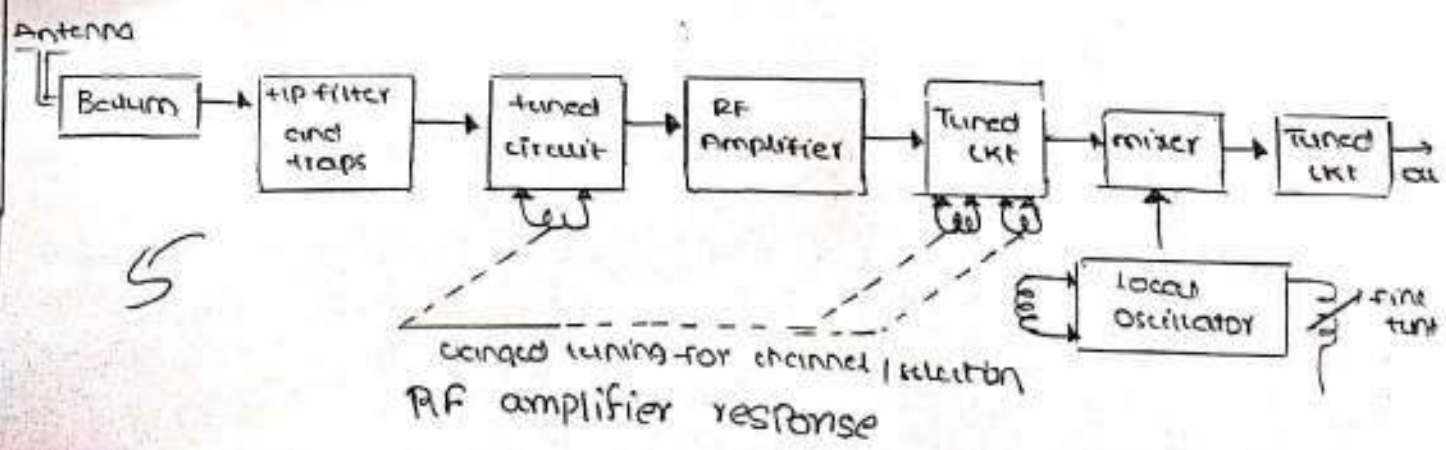 Antenna
Balum
HP filter
and
traps
tuned
circuit
RF
Amplifier
Tuned
CKT
mixer
Tuned
CKT
5
Local
Oscillator
fine
tune
Ganged tuning for channel / selection
RF amplifier response